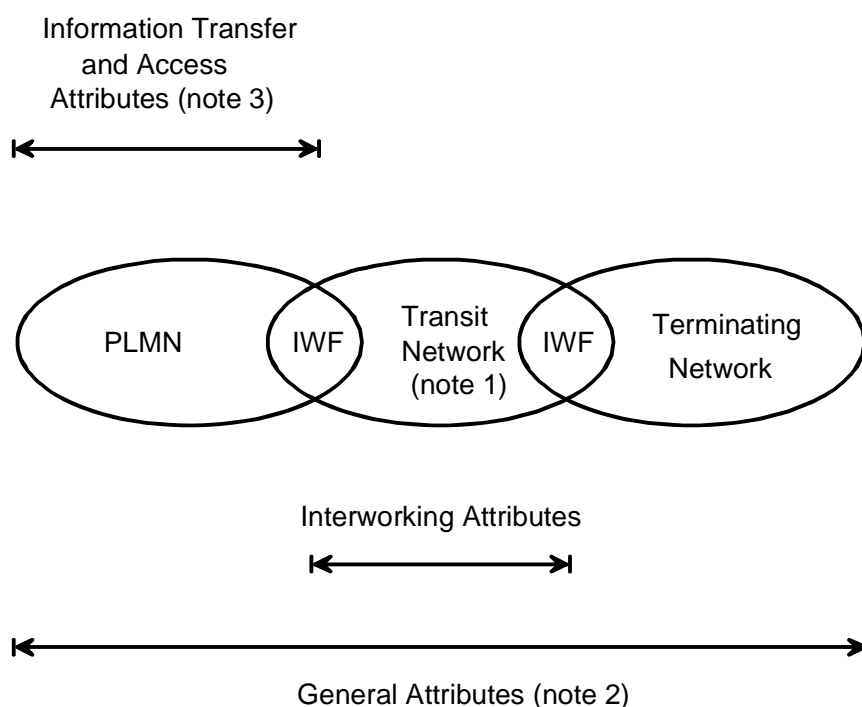 Information Transfer
and Access
Attributes (note 3)
PLMN
IWF
Transit
Network
(note 1)
IWF
Terminating
Network
Interworking Attributes
General Attributes (note 2)